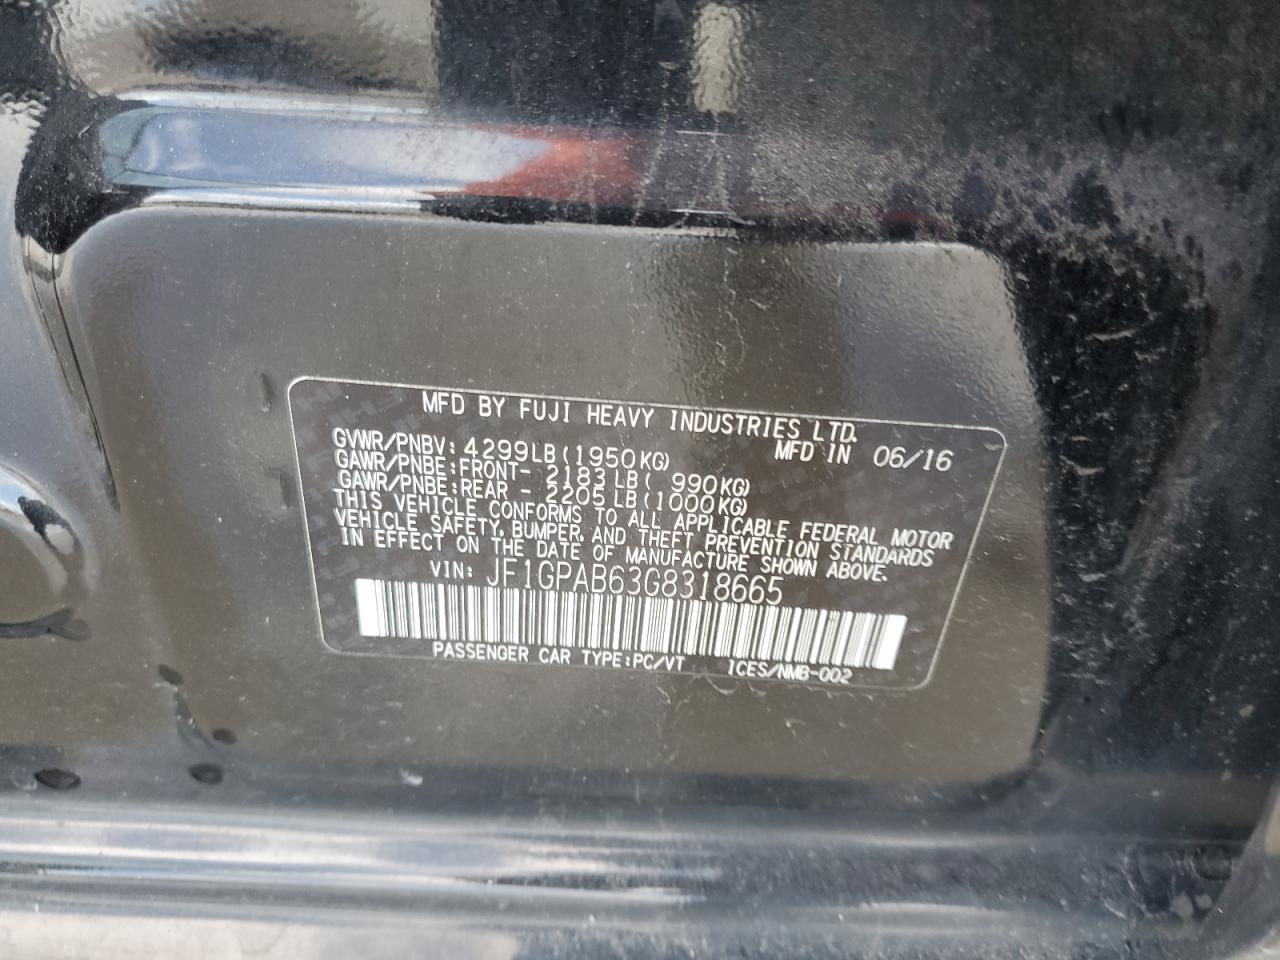 MFD BY FUJI HEAVY INDUSTRIES LTD.
GVWR/PNBV: 4299LB(1950KG) MFD IN 06/16
GAWR/PNBE:FRONT- 2183LB( 990KG)
GAWR/PNBE:REAR - 2205LB(1000KG)
THIS VEHICLE CONFORMS TO ALL APPLICABLE FEDERAL MOTOR
VEHICLE SAFETY, BUMPER, AND THEFT PREVENTION STANDARDS
IN EFFECT ON THE DATE OF MANUFACTURE SHOWN ABOVE.
VIN: JF1GPAB63G8318665
PASSENGER CAR TYPE:PC/VT ICES/NMB-002